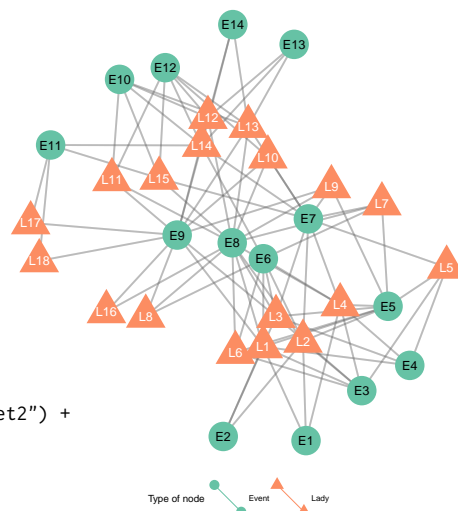 E14
E13
E12
E10
L12
L13
E11
L14
L10
L11
L15
L9
L7
L17
E7
E9
E8
L18
E6
L5
L4
E5
L16
L8
L3
L2
L1
L6
E4
E3
et2") +
E2
E1
Type of node
Event
Lady